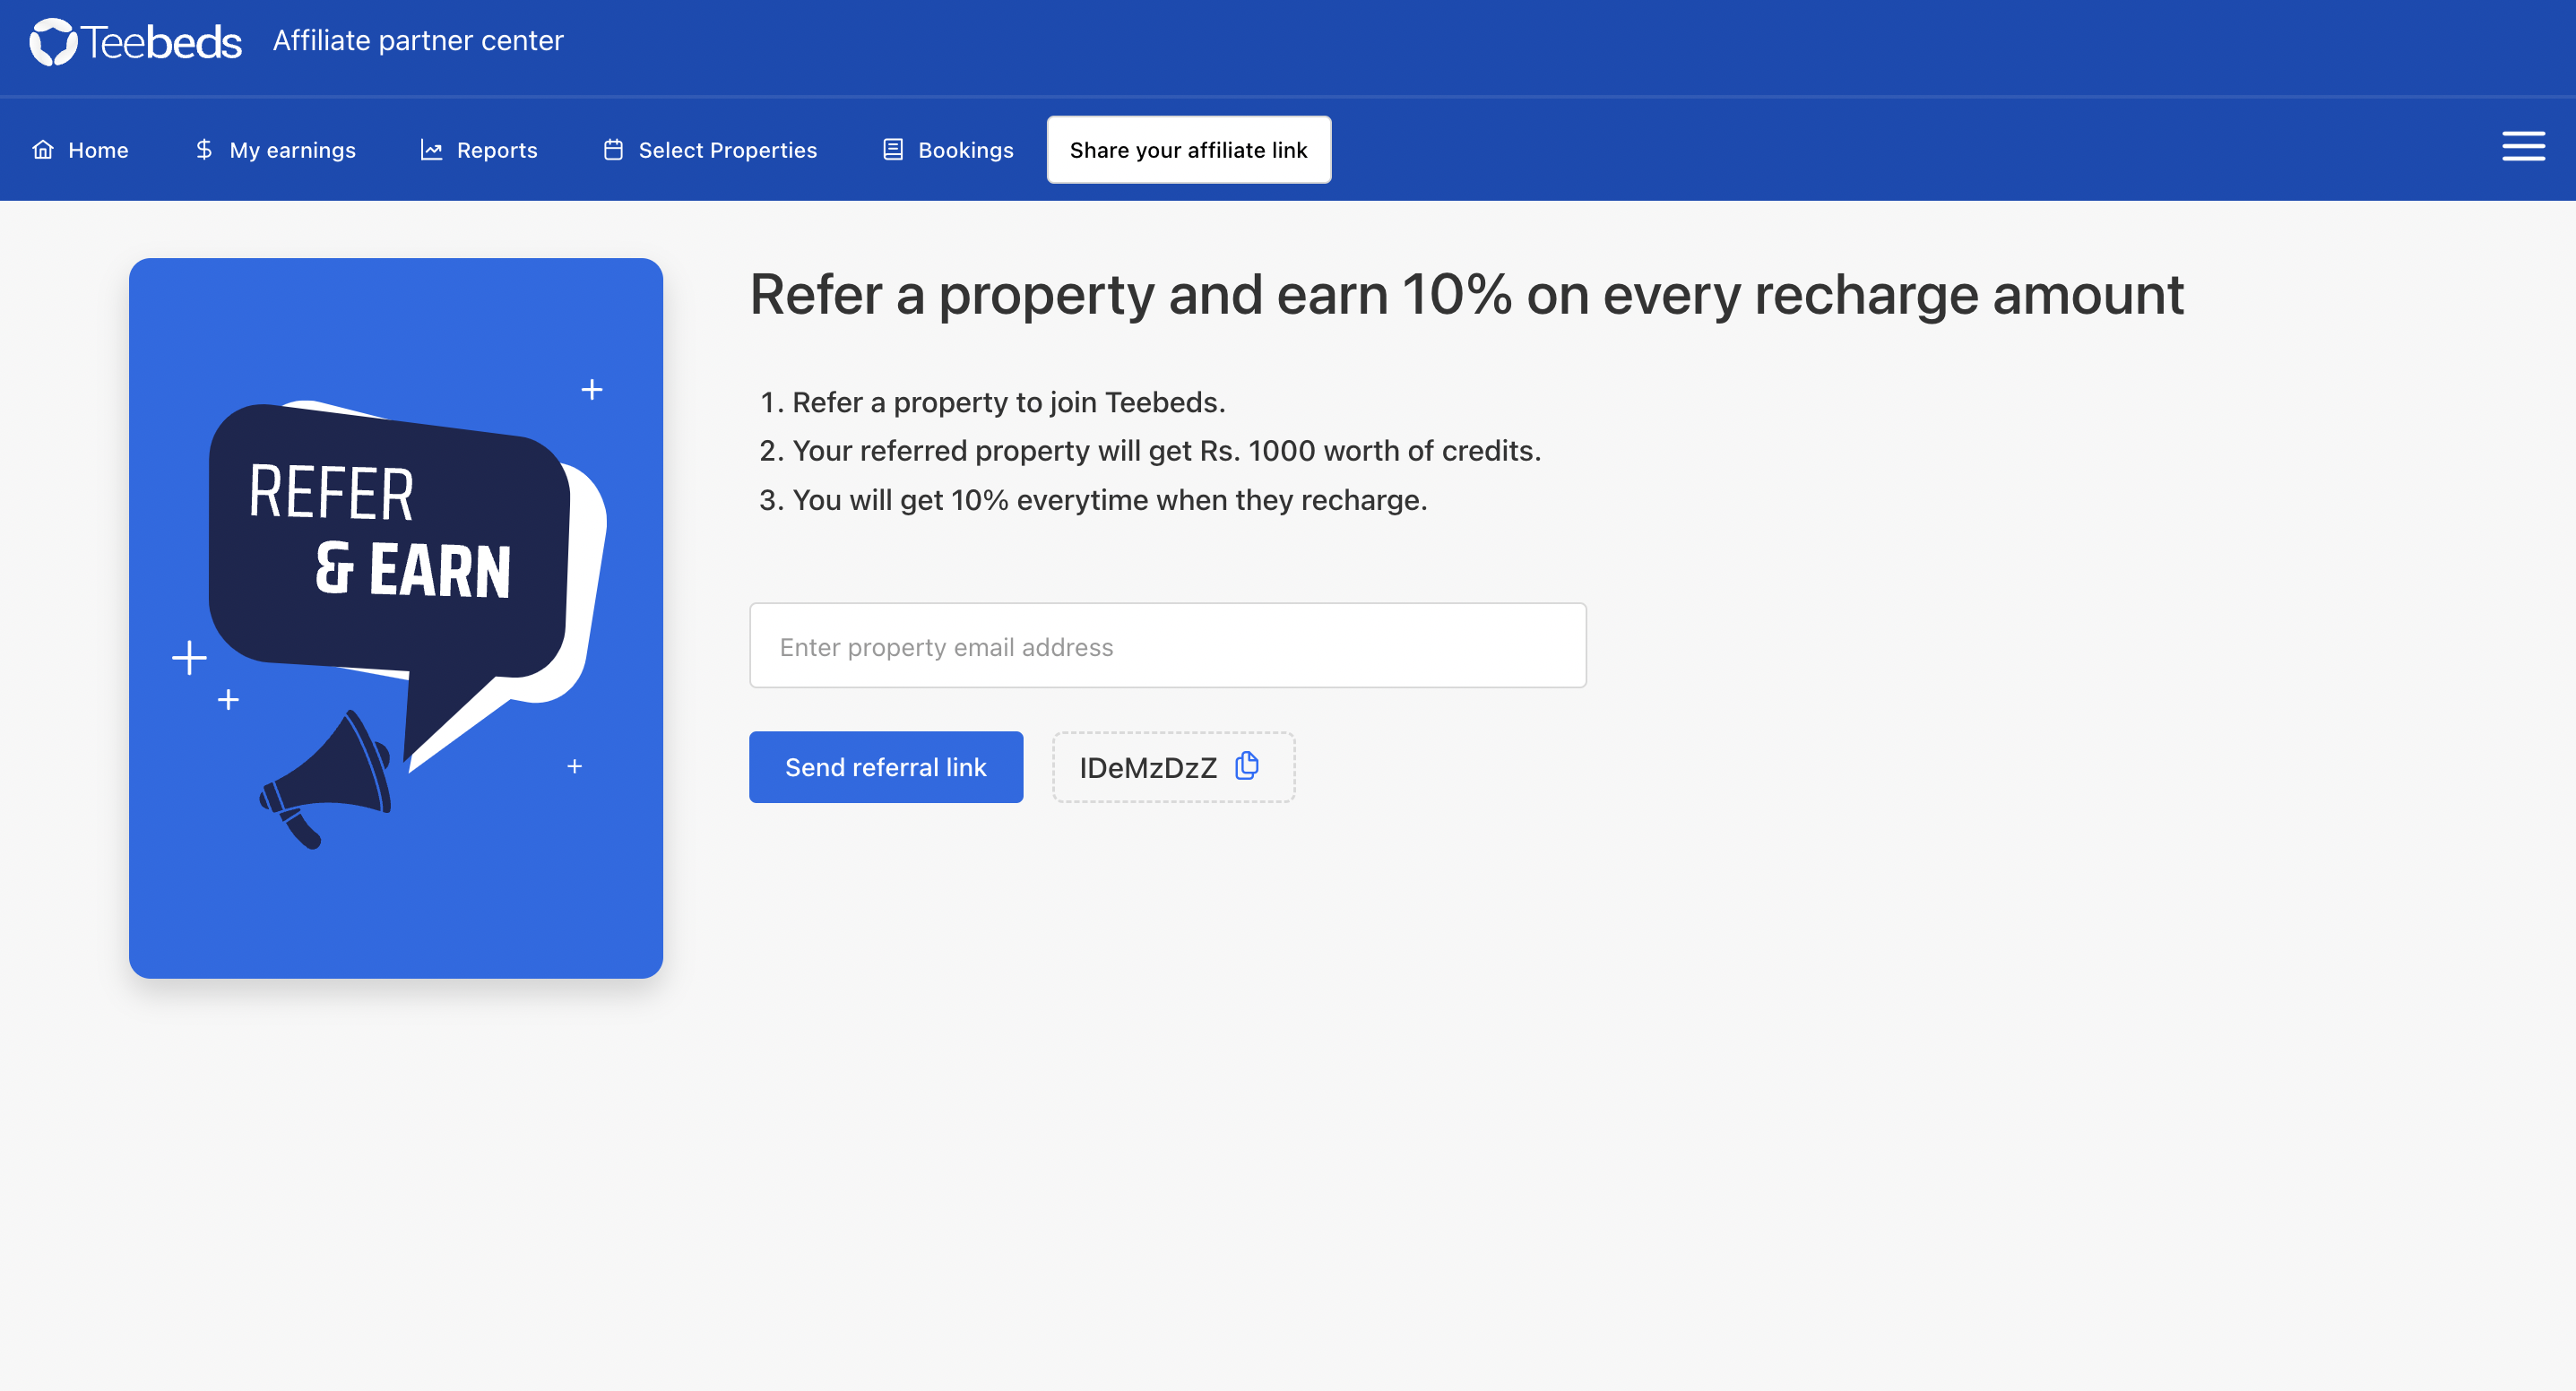 Teebeds Affiliate partner center
Home My earnings Reports Select Properties Bookings Share your affiliate link
REFER
& EARN
Refer a property and earn 10% on every recharge amount
1. Refer a property to join Teebeds.
2. Your referred property will get Rs. 1000 worth of credits.
3. You will get 10% everytime when they recharge.
Enter property email address
Send referral link IDeMzDzZ